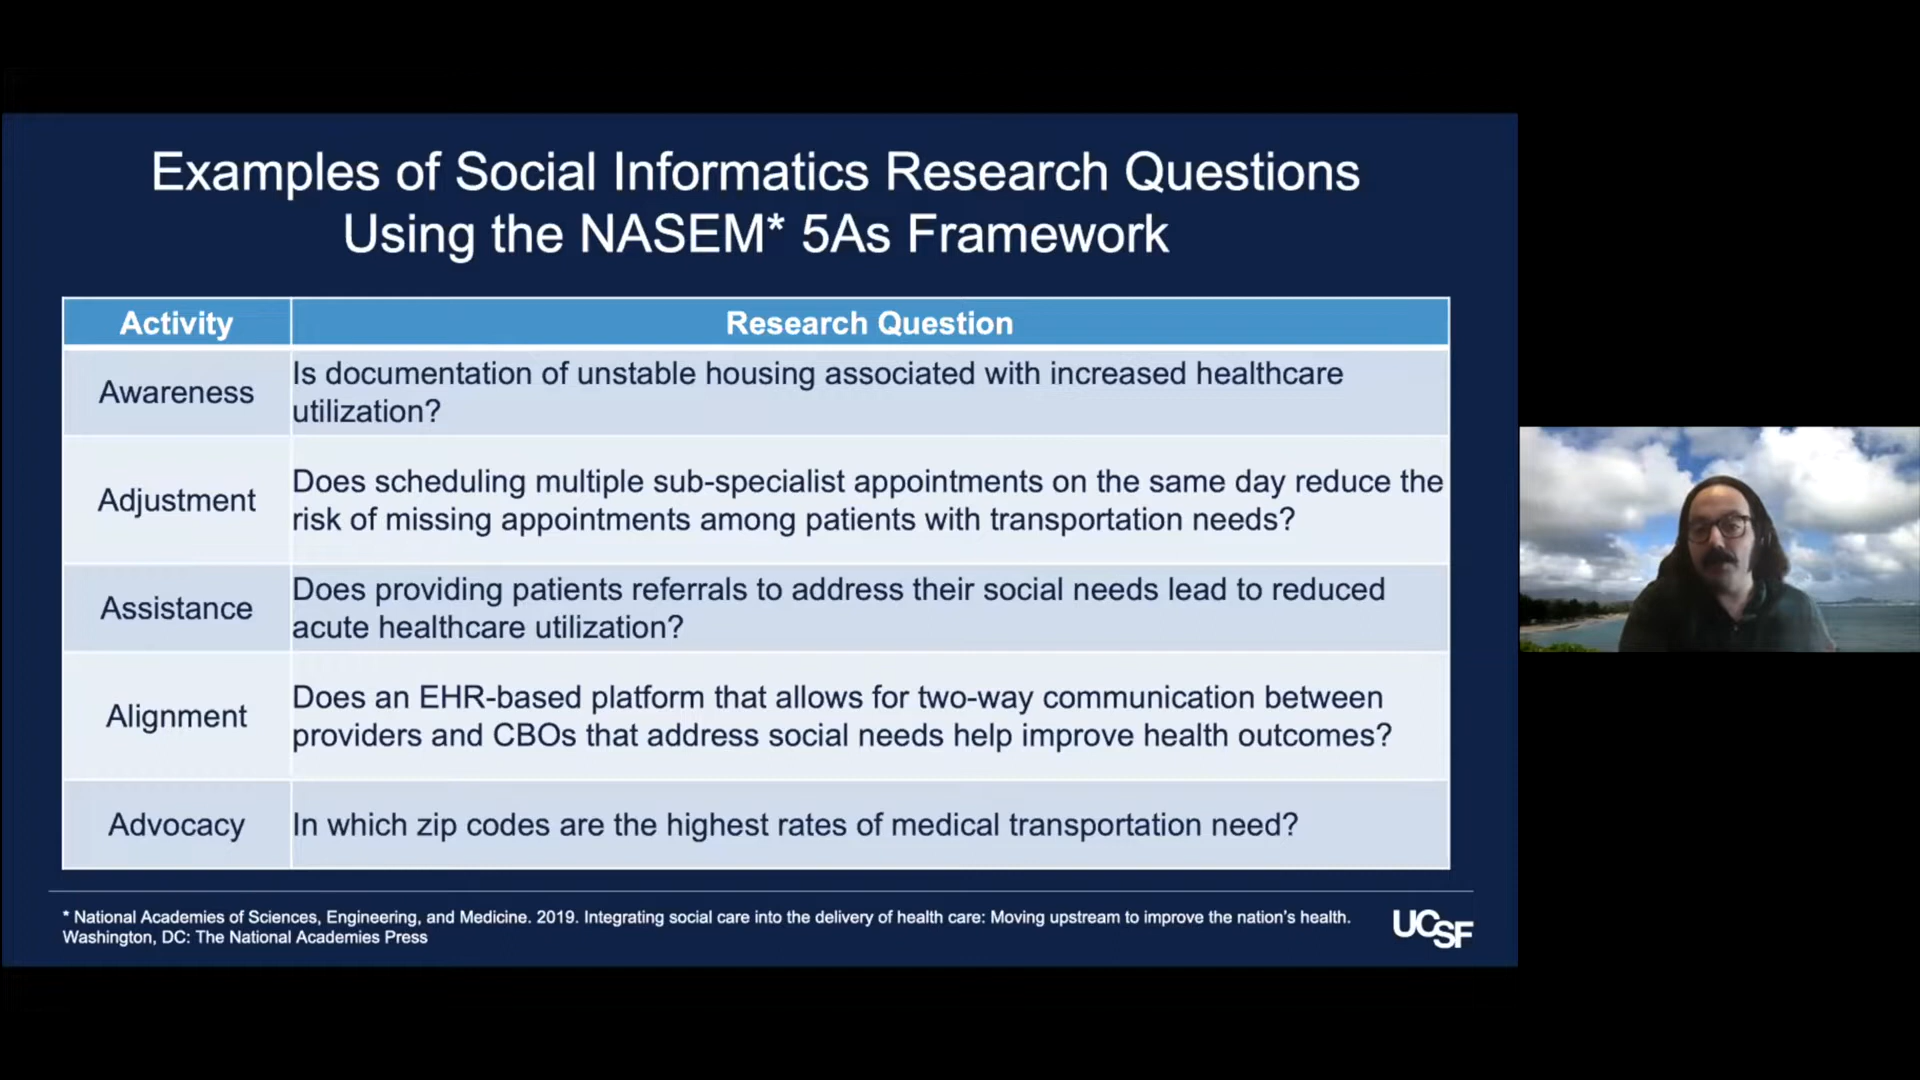 Examples of Social Informatics Research Questions
Using the NASEM* 5As Framework
Activity
Research Question
Awareness
Is documentation of unstable housing associated with increased healthcare
utilization?
Adjustment
Does scheduling multiple sub-specialist appointments on the same day reduce the
risk of missing appointments among patients with transportation needs?
Assistance
Does providing patients referrals to address their social needs lead to reduced
acute healthcare utilization?
Alignment
Does an EHR-based platform that allows for two-way communication between
providers and CBOs that address social needs help improve health outcomes?
Advocacy
In which zip codes are the highest rates of medical transportation need?
* National Academies of Sciences, Engineering, and Medicine. 2019. Integrating social care into the delivery of health care: Moving upstream to improve the nation's health.
Washington, DC: The National Academies Press
UCSF